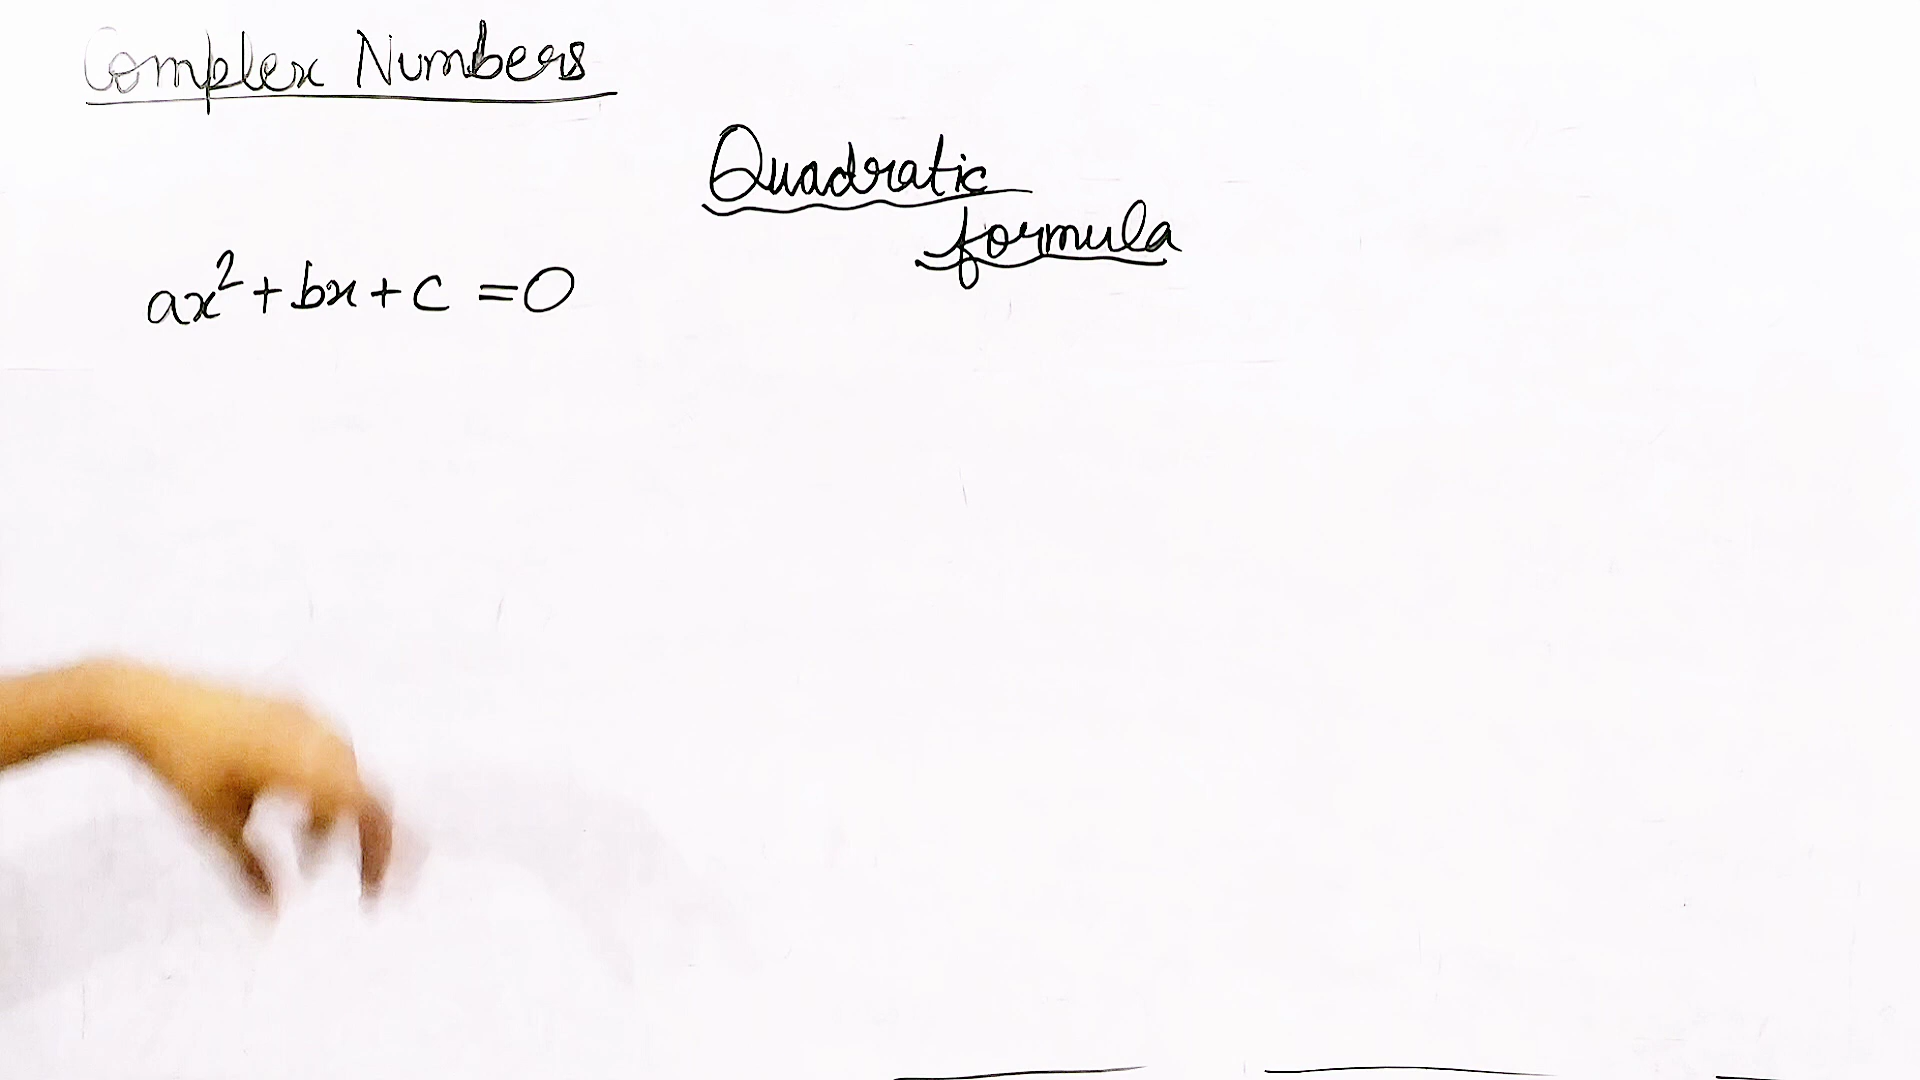 Complex Numbers
Quadratic
formula
ax²+bx+c =0